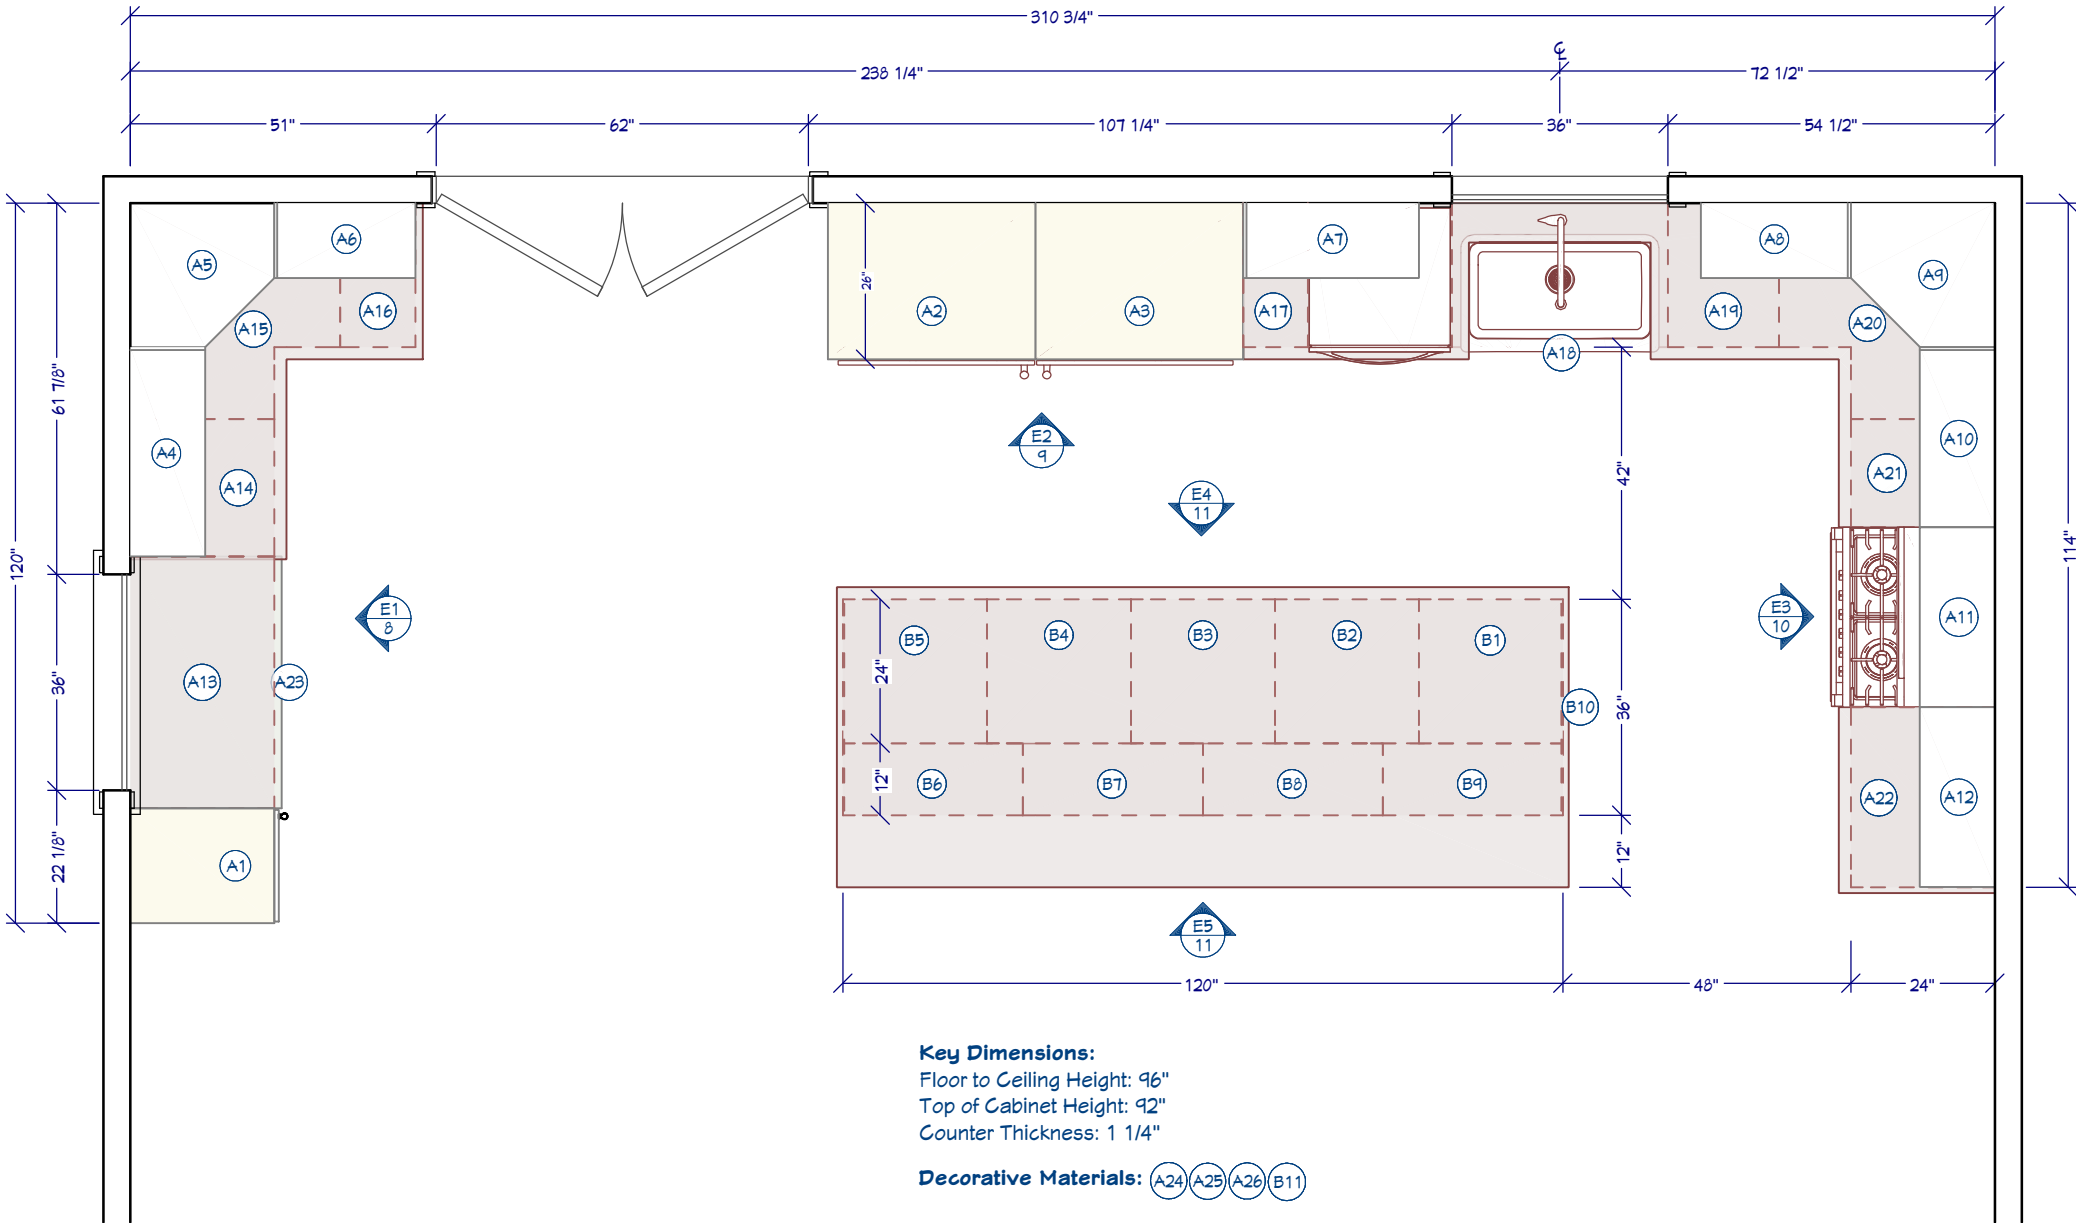 310 3/4"
℄
238 1/4" 72 1/2"
51" 62" 107 1/4" 36" 54 1/2"
A5 A6 A7 A8 A9
26"
A15 A16 A2 A3 A17 A19 A20
A18
61 7/8"
120"
A4 A14
E2
9
E4
11
42"
A10
A21
114"
E1
8
E3
10
A11
B5 B4 B3 B2 B1
24"
36"
A13 A23
B10
36"
B6 B7 B8 B9
12"
A22 A12
22 1/8"
A1
12"
E5
11
120" 48" 24"
Key Dimensions:
Floor to Ceiling Height: 96"
Top of Cabinet Height: 92"
Counter Thickness: 1 1/4"
Decorative Materials: A24 A25 A26 B11